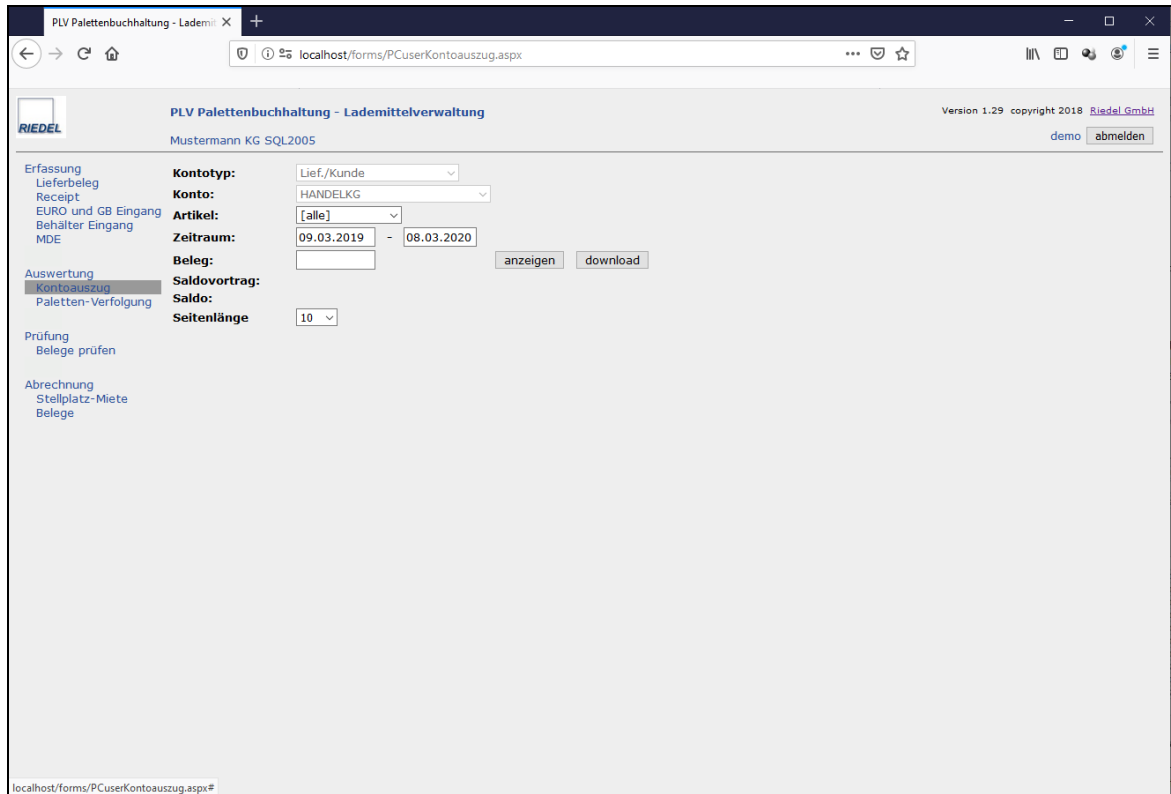 PLV Palettenbuchhaltung - Lademit
localhost/forms/PCuserKontoauszug.aspx
RIEDEL
PLV Palettenbuchhaltung - Lademittelverwaltung
Version 1.29 copyright 2018 Riedel GmbH
Mustermann KG SQL2005
demo abmelden
Erfassung
Lieferbeleg
Receipt
EURO und GB Eingang
Behälter Eingang
MDE
Auswertung
Kontoauszug
Paletten-Verfolgung
Prüfung
Belege prüfen
Abrechnung
Stellplatz-Miete
Belege
Kontotyp: Lief./Kunde
Konto: HANDELKG
Artikel: [alle]
Zeitraum: 09.03.2019 - 08.03.2020
Beleg: anzeigen download
Saldovortrag:
Saldo:
Seitenlänge 10
localhost/forms/PCuserKontoauszug.aspx#